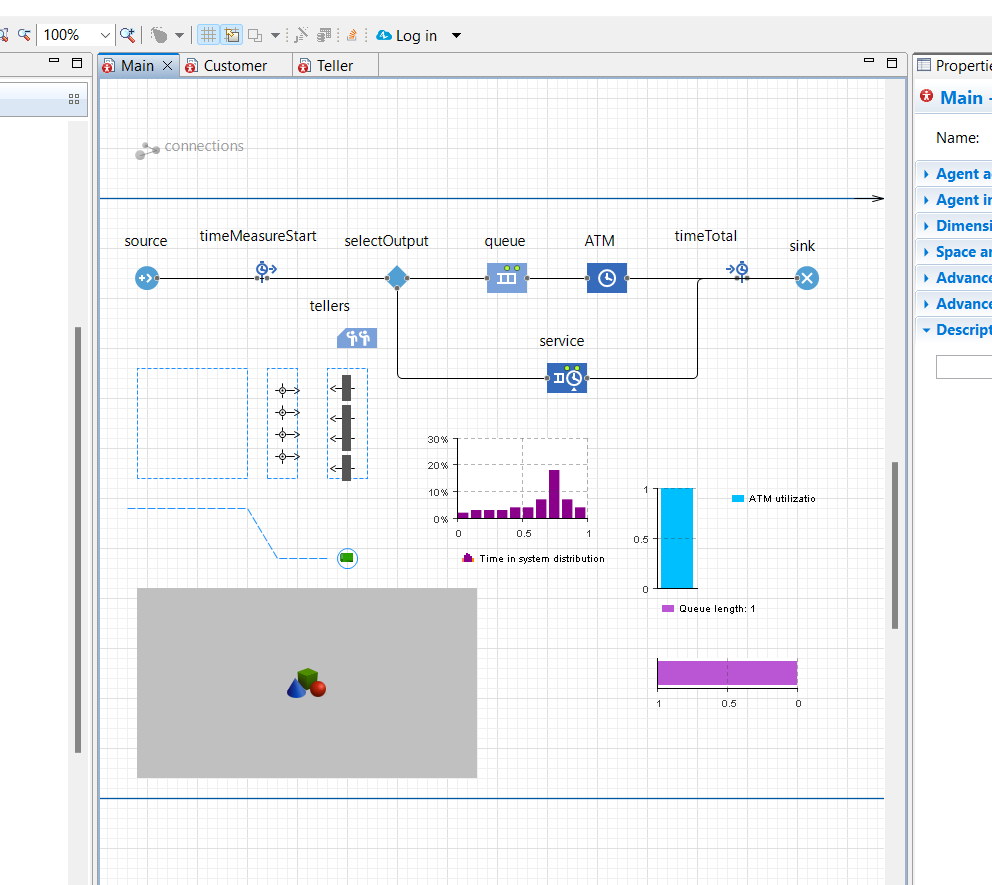 100% Log in
Main Customer Teller
Properti
Main -
Name:
Agent a
Agent in
Dimensi
Space ar
Advance
Advance
Descript
connections
source timeMeasureStart selectOutput queue ATM timeTotal sink
tellers
service
30%
20%
10%
0%
0 0.5 1
Time in system distribution
1
0.5
0
ATM utilizatio
Queue length: 1
1 0.5 0